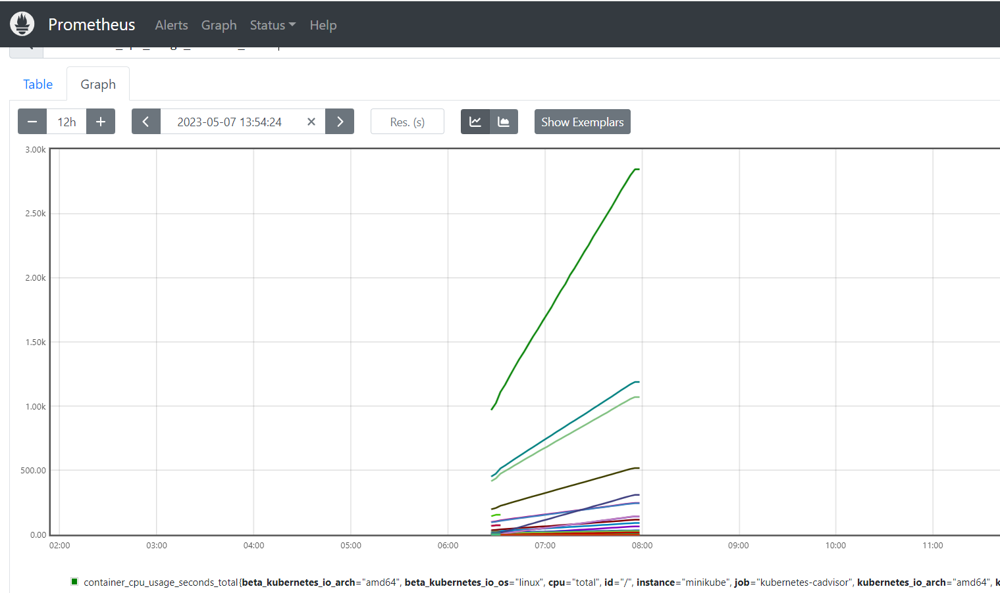 Prometheus Alerts Graph Status Help
Table Graph
12h 2023-05-07 13:54:24 Res. (s) Show Exemplars
3.00k
2.50k
2.00k
1.50k
1.00k
500.00
0.00
02:00 03:00 04:00 05:00 06:00 07:00 08:00 09:00 10:00 11:00
container_cpu_usage_seconds_total{beta_kubernetes_io_arch="amd64", beta_kubernetes_io_os="linux", cpu="total", id="/", instance="minikube", job="kubernetes-cadvisor", kubernetes_io_arch="amd64", k